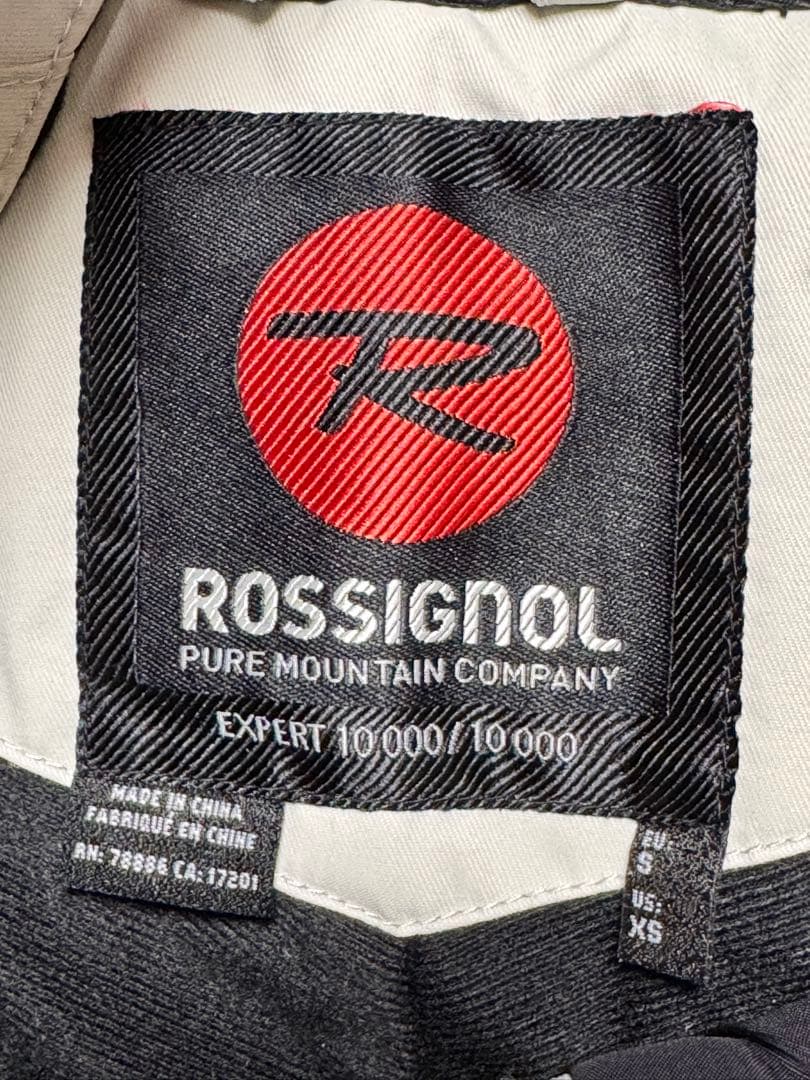 R
ROSSIGNOL
PURE MOUNTAIN COMPANY
EXPERT 10 000 / 10 000
MADE IN CHINA
FABRIQUE EN CHINE
RN: 78886 CA: 17201
EU:
S
US:
XS